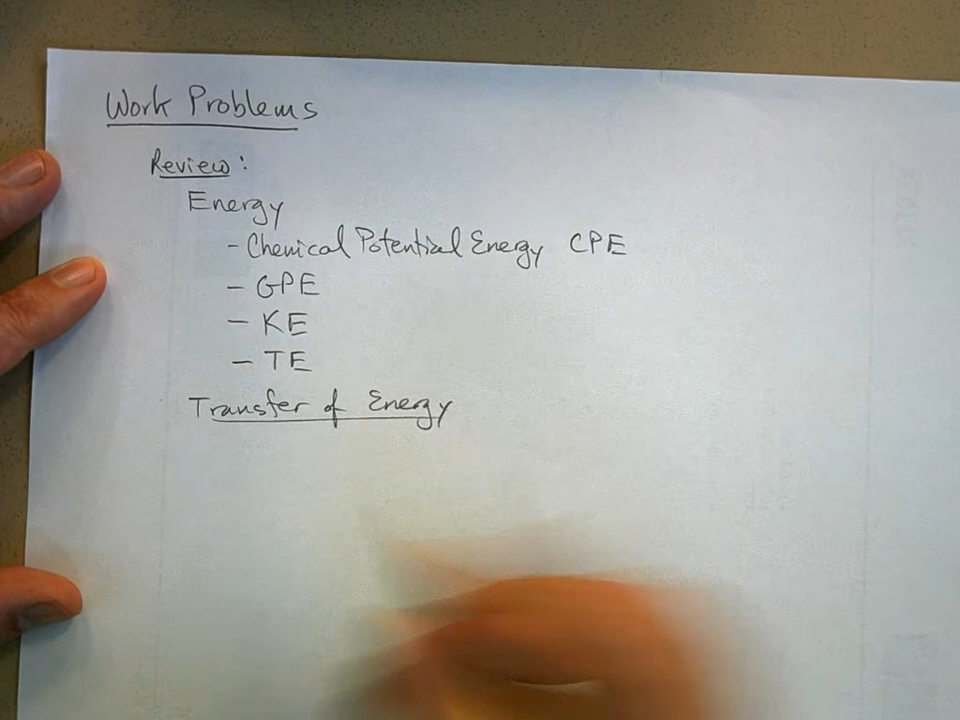 Work Problems
Review:
Energy
- Chemical Potential Energy CPE
- GPE
- KE
- TE
Transfer of Energy